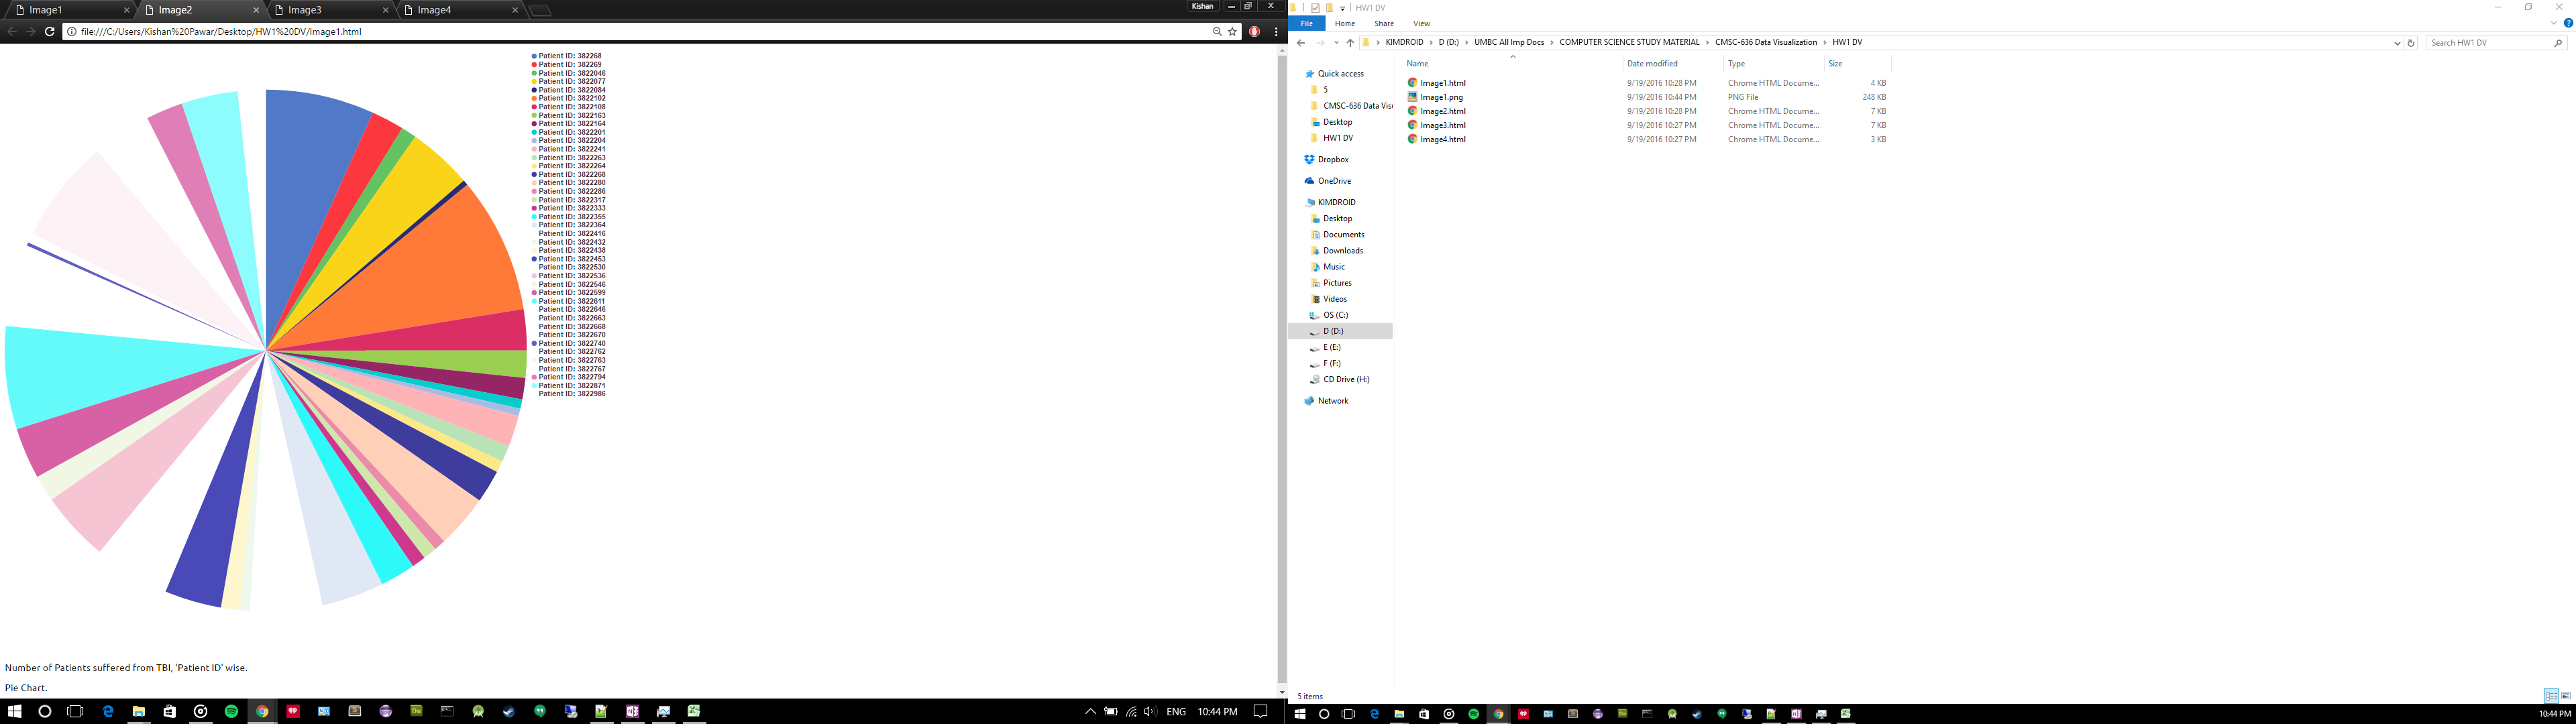 Image1
Image2
Image3
Image4
Kishan
file:///C:/Users/Kishan%20Pawar/Desktop/HW1%20DV/Image1.html
Patient ID: 382268
Patient ID: 382269
Patient ID: 3822046
Patient ID: 3822077
Patient ID: 3822084
Patient ID: 3822102
Patient ID: 3822108
Patient ID: 3822163
Patient ID: 3822164
Patient ID: 3822201
Patient ID: 3822204
Patient ID: 3822241
Patient ID: 3822263
Patient ID: 3822264
Patient ID: 3822268
Patient ID: 3822280
Patient ID: 3822286
Patient ID: 3822317
Patient ID: 3822333
Patient ID: 3822355
Patient ID: 3822364
Patient ID: 3822416
Patient ID: 3822432
Patient ID: 3822438
Patient ID: 3822453
Patient ID: 3822530
Patient ID: 3822536
Patient ID: 3822546
Patient ID: 3822599
Patient ID: 3822611
Patient ID: 3822646
Patient ID: 3822663
Patient ID: 3822668
Patient ID: 3822670
Patient ID: 3822740
Patient ID: 3822762
Patient ID: 3822763
Patient ID: 3822767
Patient ID: 3822794
Patient ID: 3822871
Patient ID: 3822986
Number of Patients suffered from TBI, 'Patient ID' wise.
Pie Chart.
ENG 10:44 PM
HW1 DV
File Home Share View
KIMDROID > D (D:) > UMBC All Imp Docs > COMPUTER SCIENCE STUDY MATERIAL > CMSC-636 Data Visualization > HW1 DV
Search HW1 DV
Quick access
5
CMSC-636 Data Vis
Desktop
HW1 DV
Dropbox
OneDrive
KIMDROID
Desktop
Documents
Downloads
Music
Pictures
Videos
OS (C:)
D (D:)
E (E:)
F (F:)
CD Drive (H:)
Network
Name Date modified Type Size
Image1.html 9/19/2016 10:28 PM Chrome HTML Docume... 4 KB
Image1.png 9/19/2016 10:44 PM PNG File 248 KB
Image2.html 9/19/2016 10:28 PM Chrome HTML Docume... 7 KB
Image3.html 9/19/2016 10:27 PM Chrome HTML Docume... 7 KB
Image4.html 9/19/2016 10:27 PM Chrome HTML Docume... 3 KB
5 items
10:44 PM